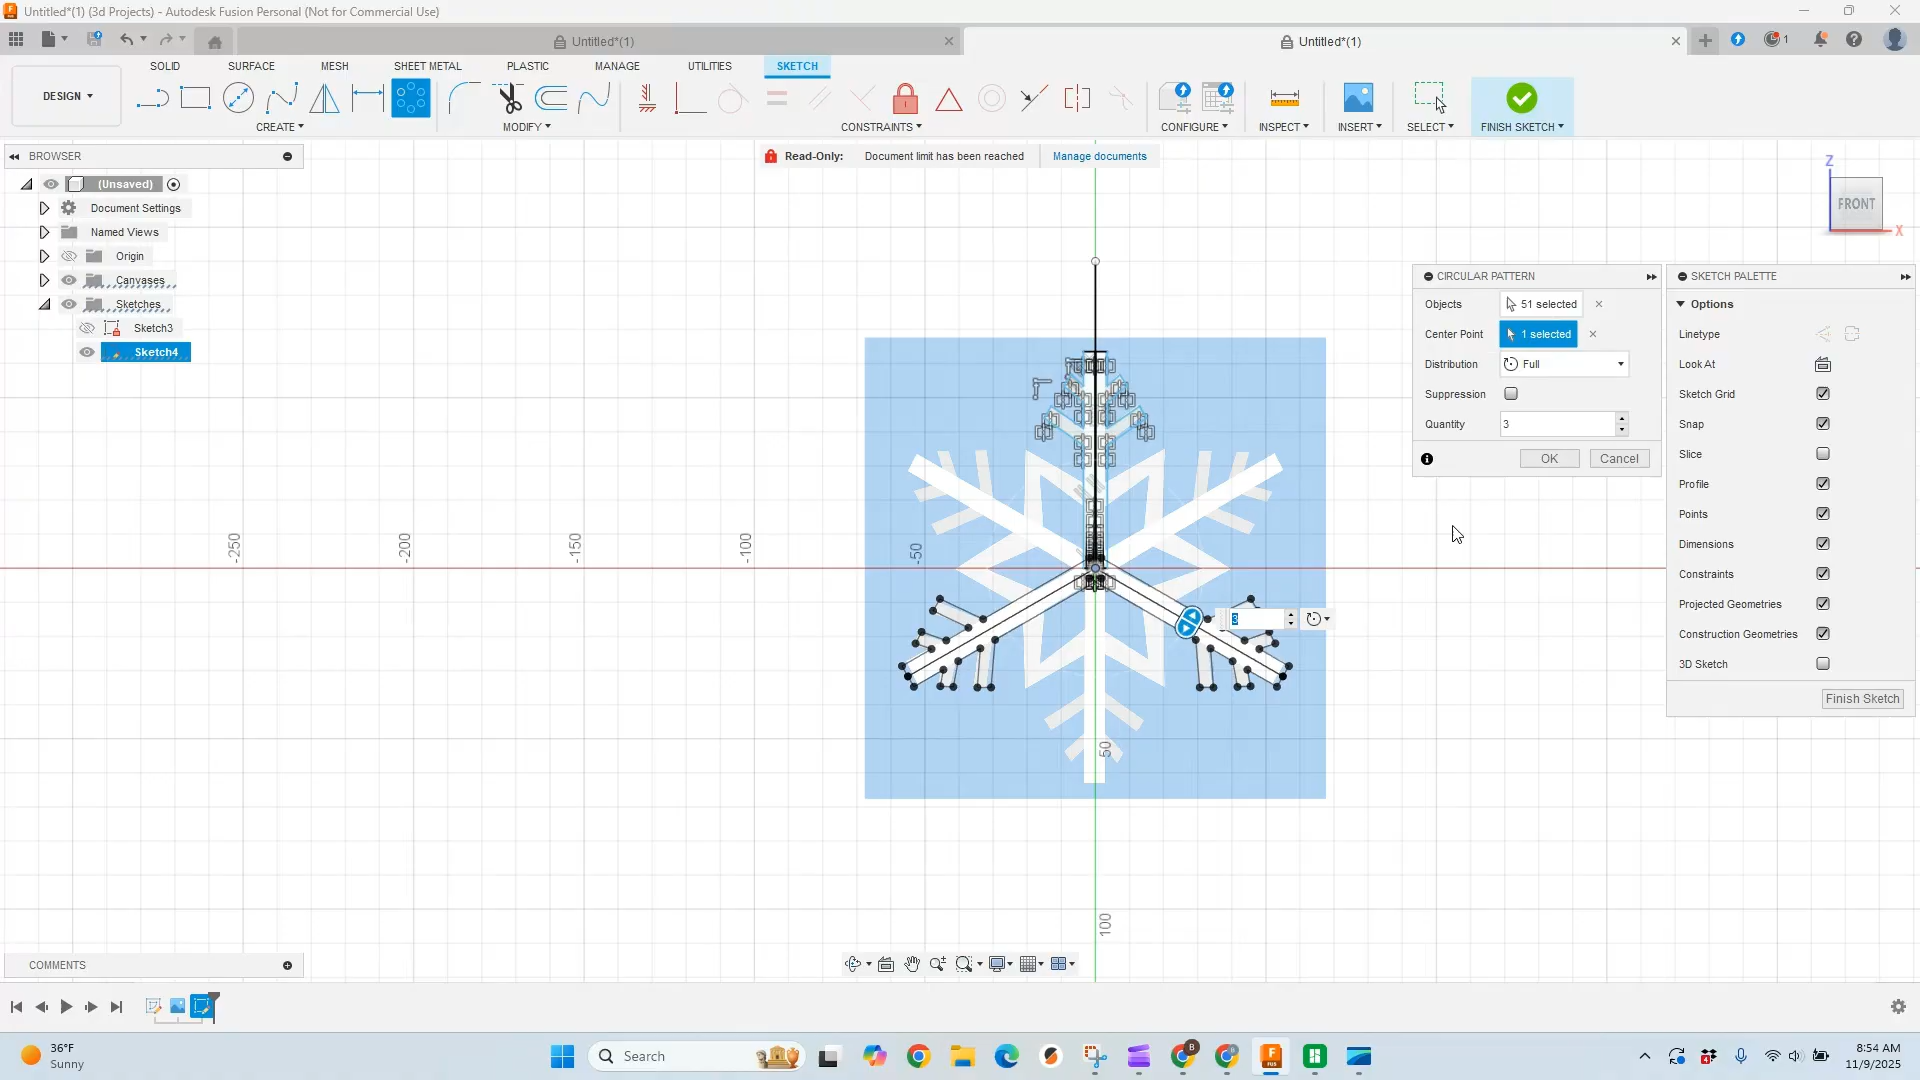 Untitled*(1) (3d Projects) - Autodesk Fusion Personal (Not for Commercial Use)
Untitled*(1)
Untitled*(1)
1
SOLID SURFACE MESH SHEET METAL PLASTIC MANAGE UTILITIES SKETCH
DESIGN
CREATE MODIFY CONSTRAINTS CONFIGURE INSPECT INSERT SELECT FINISH SKETCH
BROWSER
Read-Only: Document limit has been reached Manage documents
(Unsaved)
Document Settings
Named Views
Origin
Canvases
Sketches
Sketch3
Sketch4
Z
FRONT
X
CIRCULAR PATTERN
Objects 51 selected
Center Point 1 selected
Distribution Full
Suppression
Quantity 3
OK Cancel
SKETCH PALETTE
Options
Linetype
Look At
Sketch Grid
Snap
Slice
Profile
Points
Dimensions
Constraints
Projected Geometries
Construction Geometries
3D Sketch
Finish Sketch
-250
-200
-150
-100
-50
3
50
100
COMMENTS
36°F
Sunny
Search
8:54 AM
11/9/2025